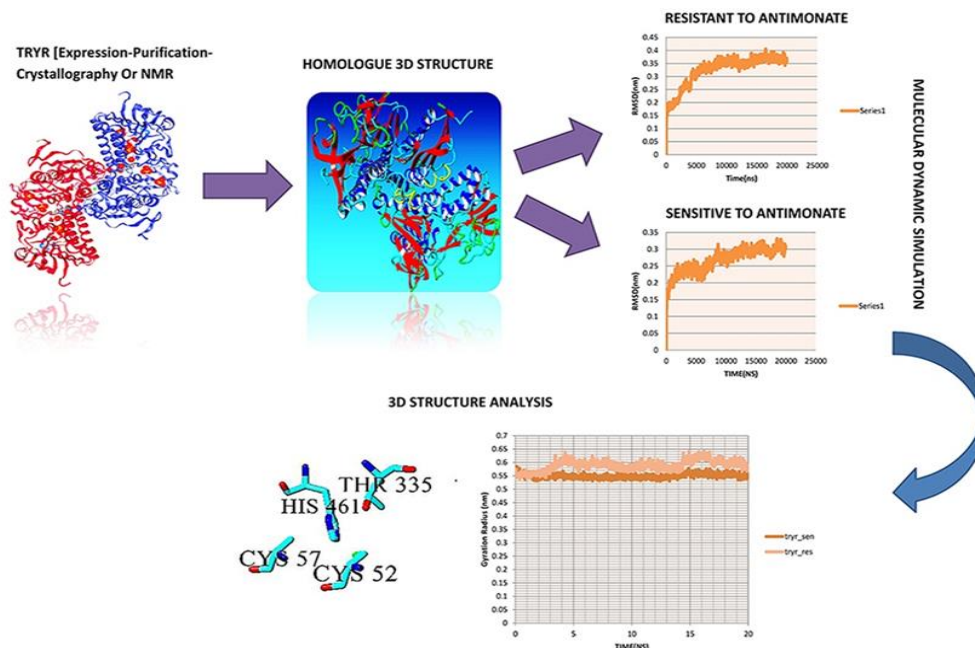 TRYR [Expression-Purification-
Crystallography Or NMR
HOMOLOGUE 3D STRUCTURE
RESISTANT TO ANTIMONATE
RMSD(nm)
0.45
0.4
0.35
0.3
0.25
0.2
0.15
0.1
0.05
0
0 5000 10000 15000 20000 25000
Time(ns)
Series1
SENSITIVE TO ANTIMONATE
RMSD(nm)
0.35
0.3
0.25
0.2
0.15
0.1
0.05
0
0 5000 10000 15000 20000 25000
TIME(NS)
Series1
MULECULAR DYNAMIC SIMULATION
3D STRUCTURE ANALYSIS
THR 335
HIS 461
CYS 57
CYS 52
Gyration Radius (nm)
0.7
0.65
0.6
0.55
0.5
0.45
0.4
0.35
0.3
0.25
0.2
0.15
0.1
0.05
0
0 5 10 15 20
TIME(NS)
tryr_sen
tryr_res